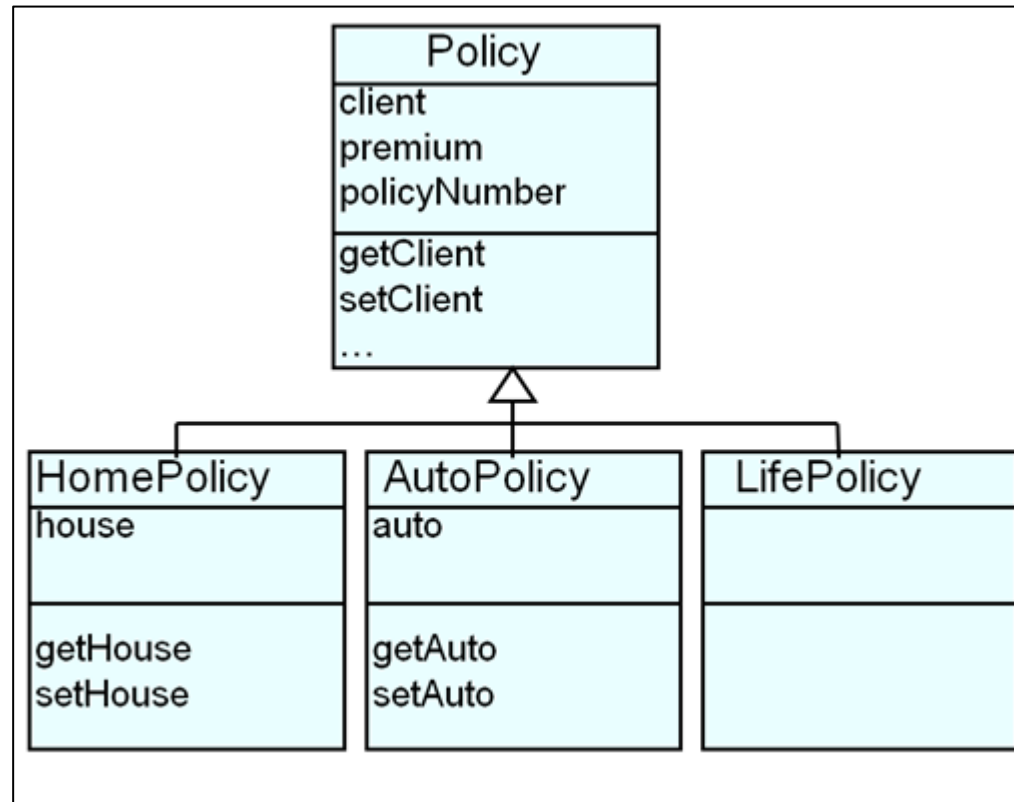 Policy
client
premium
policyNumber
getClient
setClient
...
HomePolicy
house
getHouse
setHouse
AutoPolicy
auto
getAuto
setAuto
LifePolicy